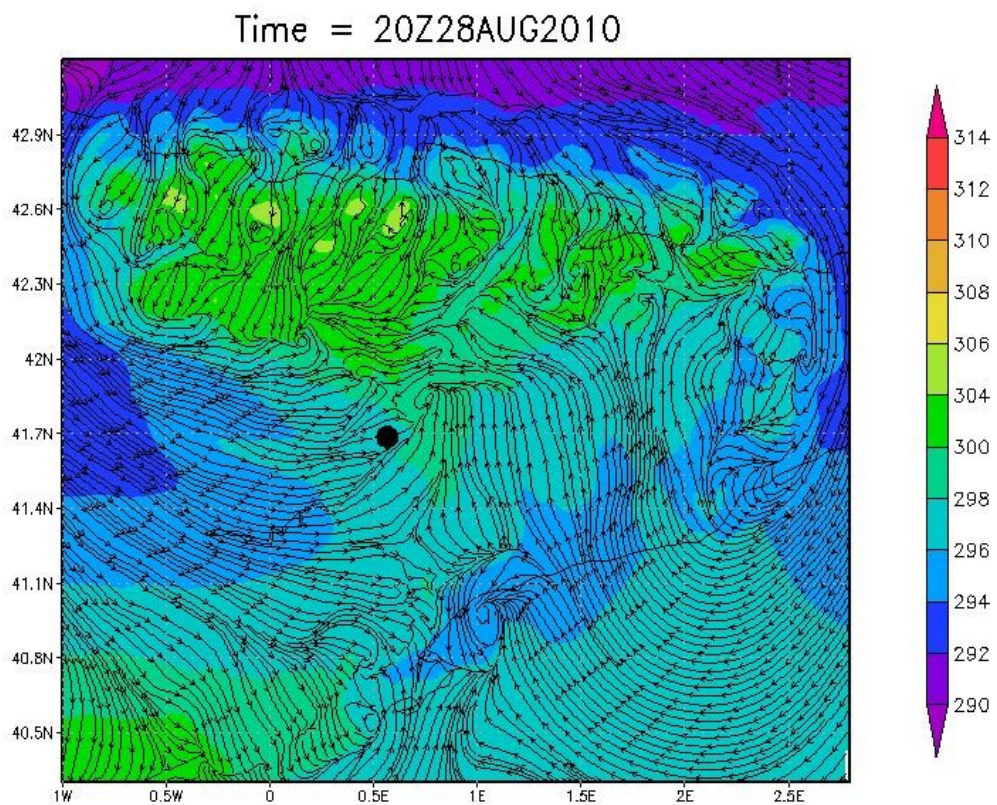 Time = 20Z28AUG2010
42.9N
42.6N
42.3N
42N
41.7N
41.4N
41.1N
40.8N
40.5N
1W 0.5W 0 0.5E 1E 1.5E 2E 2.5E
314
312
310
308
306
304
300
298
296
294
292
290